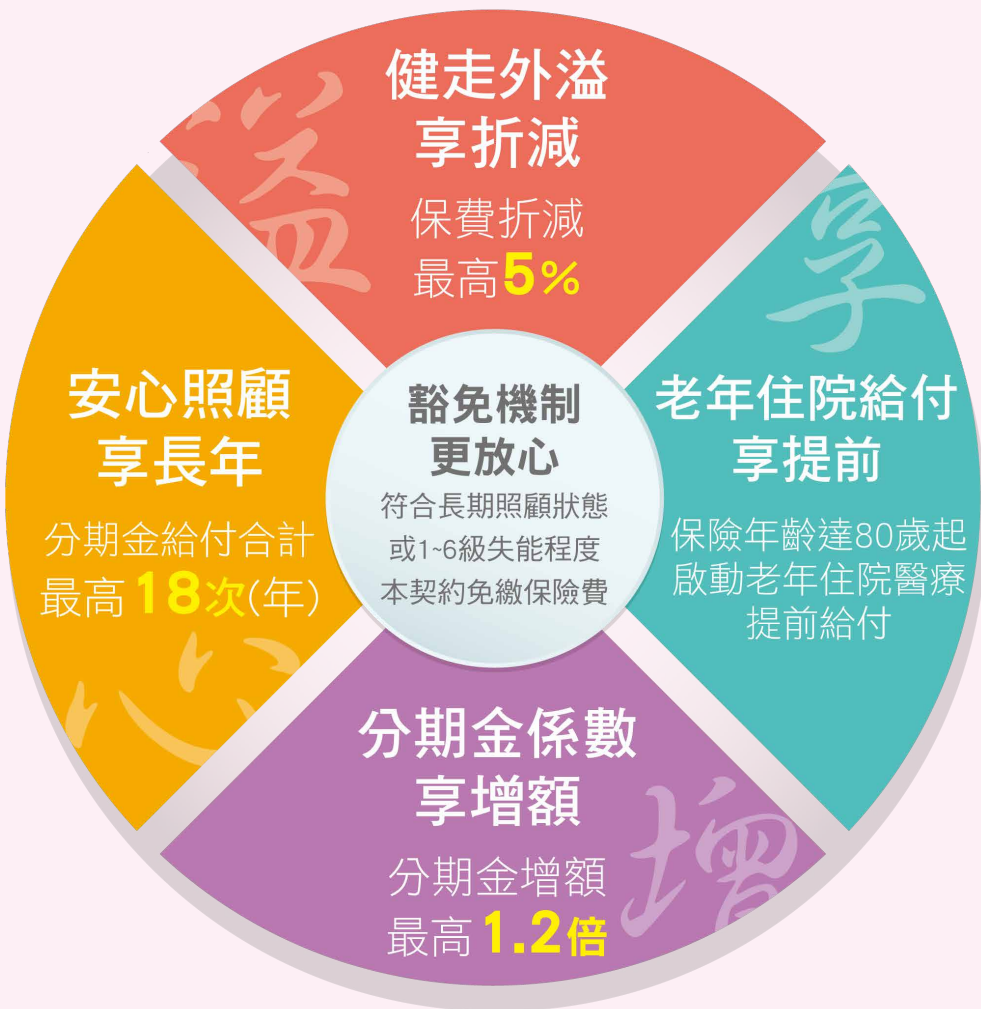 健走外溢
享折減
保費折減
最高5%
溢
安心照顧
享長年
分期金給付合計
最高18次(年)
心
豁免機制
更放心
符合長期照顧狀態
或1~6級失能程度
本契約免繳保險費
享
老年住院給付
享提前
保險年齡達80歲起
啟動老年住院醫療
提前給付
分期金係數
享增額
分期金增額
最高1.2倍
增